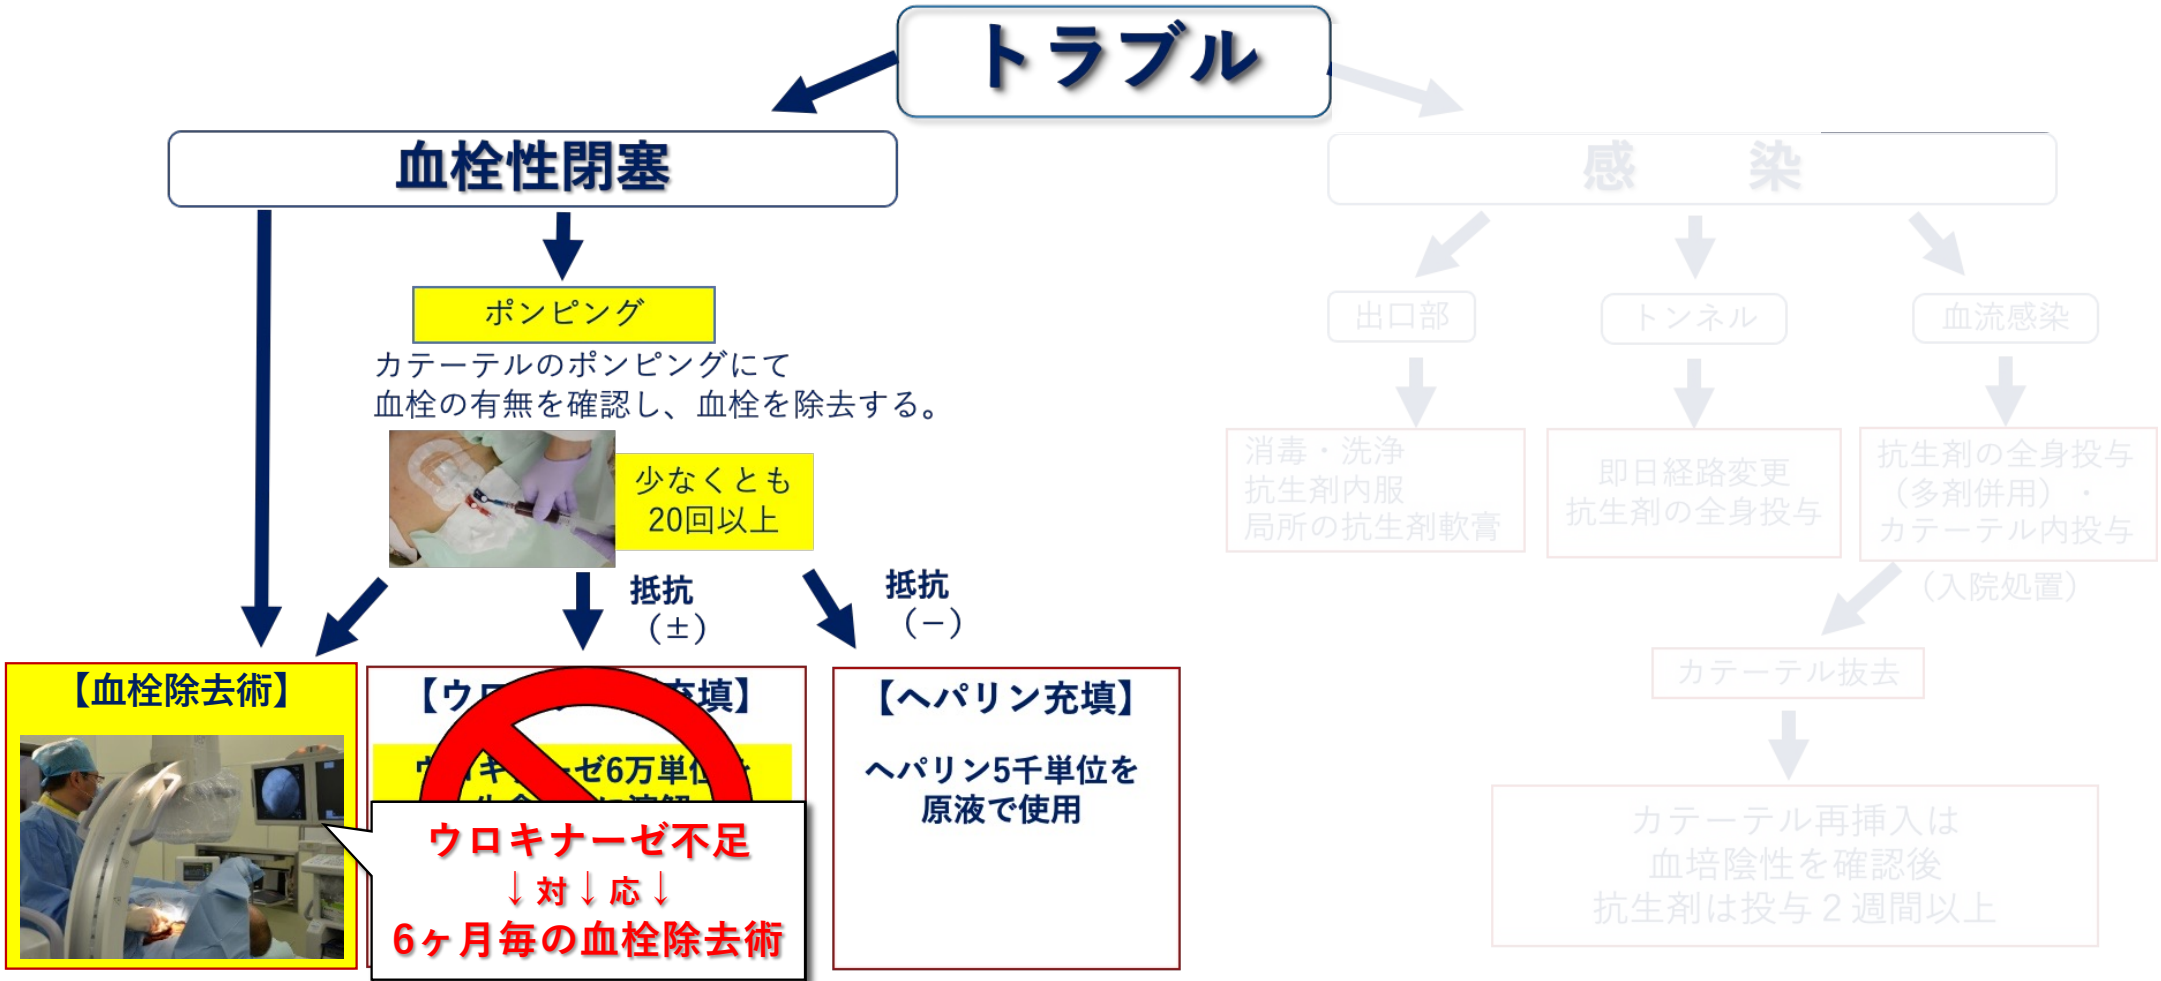 トラブル
血栓性閉塞
ポンピング
カテーテルのポンピングにて
血栓の有無を確認し、血栓を除去する。
少なくとも
20回以上
抵抗
（±）
抵抗
（－）
【血栓除去術】
【ウロ
充填】
ーゼ6万単位
ウロキナーゼ不足
↓対↓応↓
6ヶ月毎の血栓除去術
【ヘパリン充填】
ヘパリン5千単位を
原液で使用
感　染
出口部
トンネル
血流感染
消毒・洗浄
抗生剤内服
局所の抗生剤軟膏
即日経路変更
抗生剤の全身投与
抗生剤の全身投与
（多剤併用）・
カテーテル内投与
（入院処置）
カテーテル抜去
カテーテル再挿入は
血培陰性を確認後
抗生剤は投与２週間以上